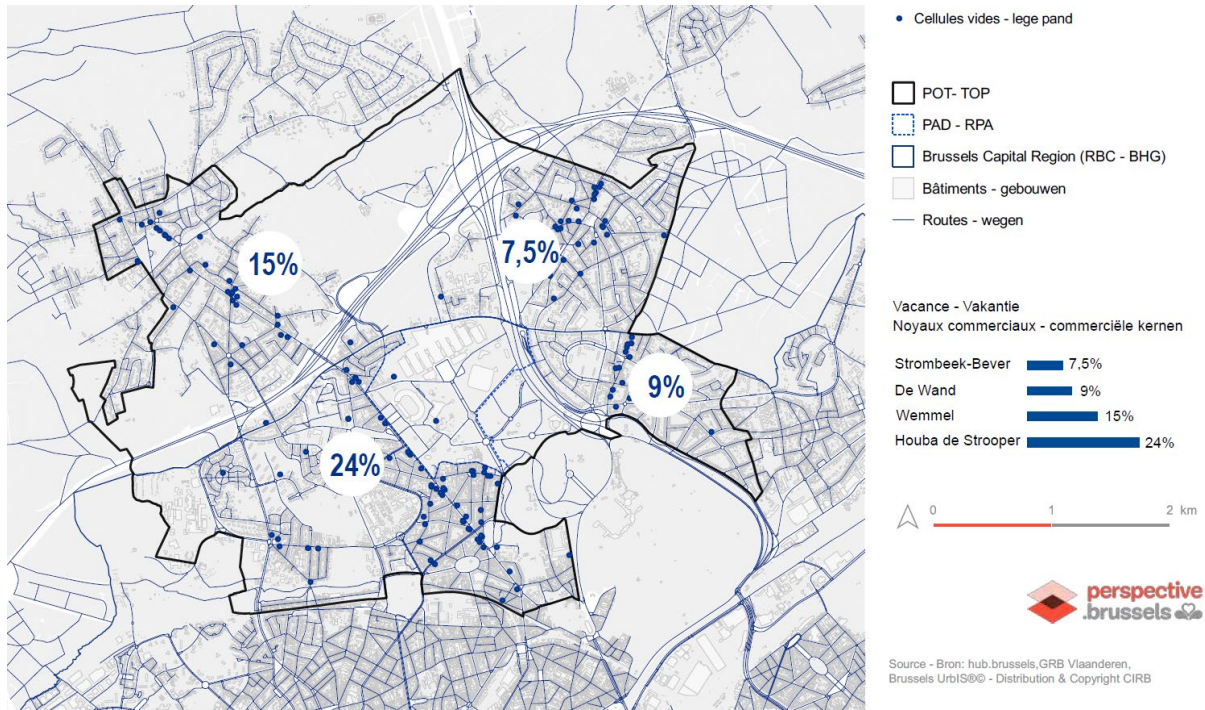 15%
7,5%
9%
24%
Cellules vides - lege pand
POT- TOP
PAD - RPA
Brussels Capital Region (RBC - BHG)
Bâtiments - gebouwen
Routes - wegen
Vacance - Vakantie
Noyaux commerciaux - commerciële kernen
Strombeek-Bever 7,5%
De Wand 9%
Wemmel 15%
Houba de Strooper 24%
0 1 2 km
perspective
.brussels
Source - Bron: hub.brussels,GRB Vlaanderen,
Brussels UrbIS®© - Distribution & Copyright CIRB